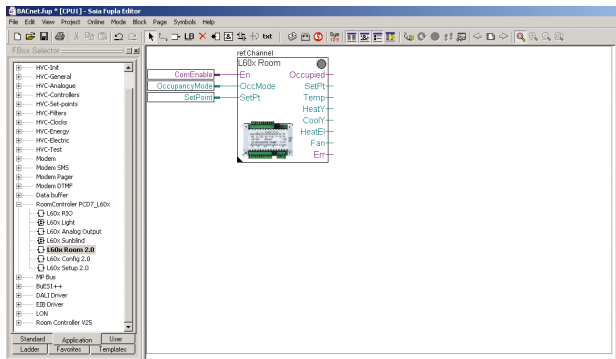 BACnet.fup * [CPU1] - Saia Fupla Editor
File Edit View Project Online Mode Block Page Symbols Help
LB txt
FBox Selector
HVC-Init
HVC-General
HVC-Analogue
HVC-Controllers
HVC-Set-points
HVC-Filters
HVC-Clocks
HVC-Energy
HVC-Electric
HVC-Test
Modem
Modem SMS
Modem Pager
Modem DTMF
Data buffer
RoomControler PCD7_L60x
L60x RIO
L60x Light
L60x Analog Output
L60x Sunblind
L60x Room 2.0
L60x Config 2.0
L60x Setup 2.0
MP Bus
BuES1++
DALI Driver
EIB Driver
LON
Room Controller V25
Standard Application User
Ladder Favorites Templates
ref:Channel
L60x Room
ComEnable En Occupied
OccupancyMode OccMode SetPt
SetPoint SetPt Temp
HeatY
CoolY
HeatEl
Fan
Err